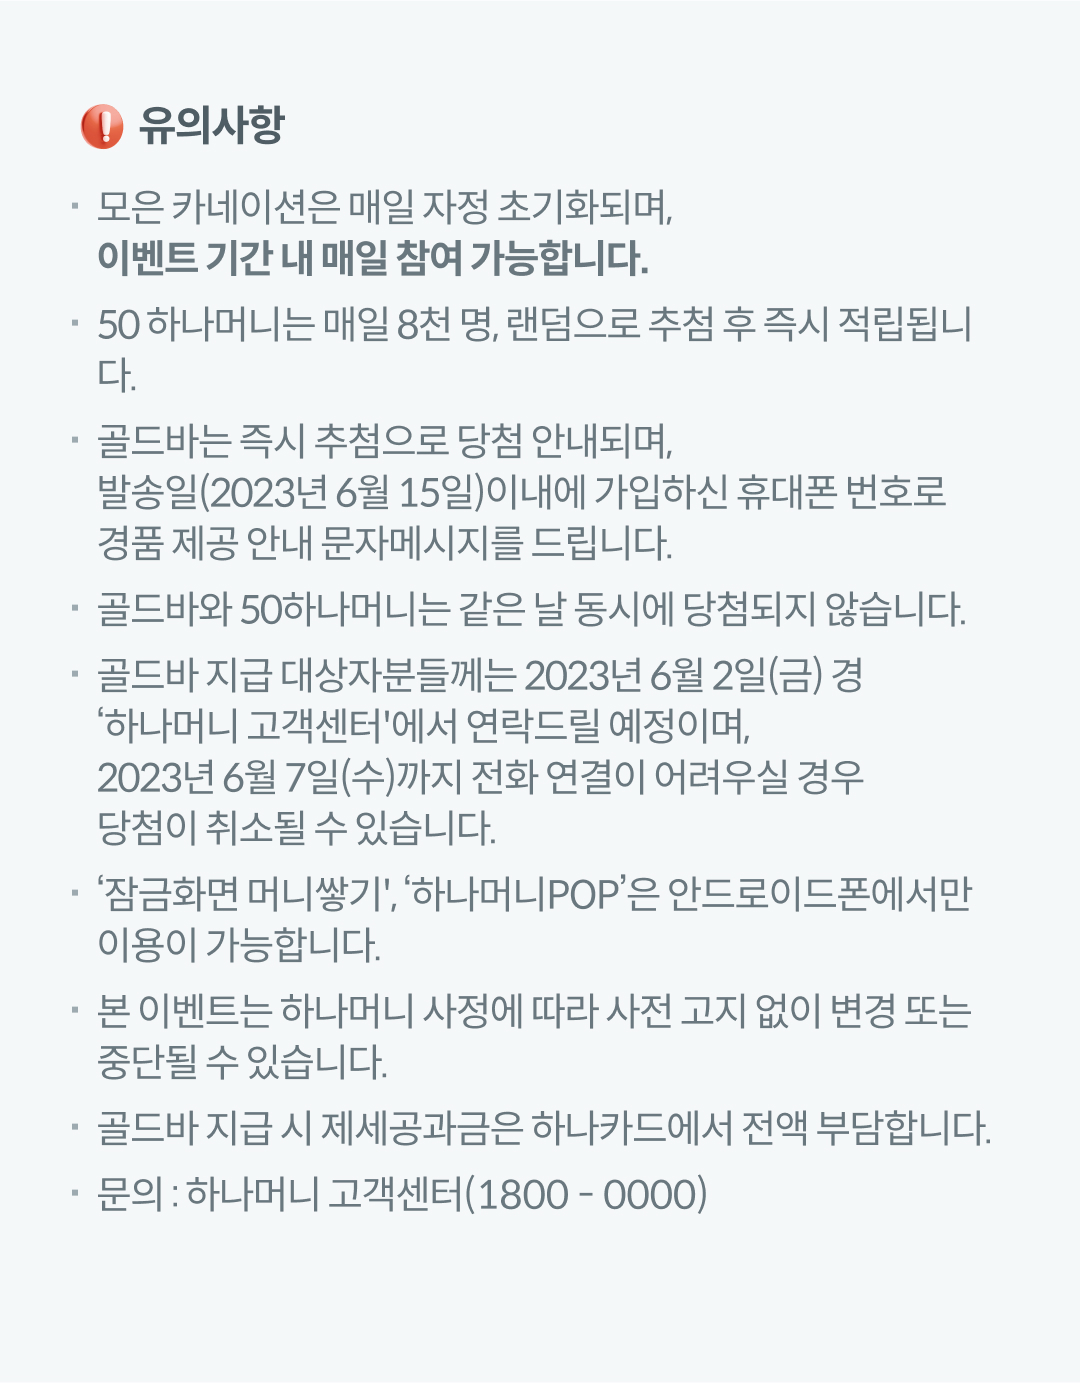 유의사항
· 모은 카네이션은 매일 자정 초기화되며,
이벤트 기간 내 매일 참여 가능합니다.
· 50 하나머니는 매일 8천 명, 랜덤으로 추첨 후 즉시 적립됩니
다.
· 골드바는 즉시 추첨으로 당첨 안내되며,
발송일(2023년 6월 15일)이내에 가입하신 휴대폰 번호로
경품 제공 안내 문자메시지를 드립니다.
· 골드바와 50하나머니는 같은 날 동시에 당첨되지 않습니다.
· 골드바 지급 대상자분들께는 2023년 6월 2일(금) 경
‘하나머니 고객센터'에서 연락드릴 예정이며,
2023년 6월 7일(수)까지 전화 연결이 어려우실 경우
당첨이 취소될 수 있습니다.
· ‘잠금화면 머니쌓기', ‘하나머니POP’은 안드로이드폰에서만
이용이 가능합니다.
· 본 이벤트는 하나머니 사정에 따라 사전 고지 없이 변경 또는
중단될 수 있습니다.
· 골드바 지급 시 제세공과금은 하나카드에서 전액 부담합니다.
· 문의 : 하나머니 고객센터(1800 - 0000)